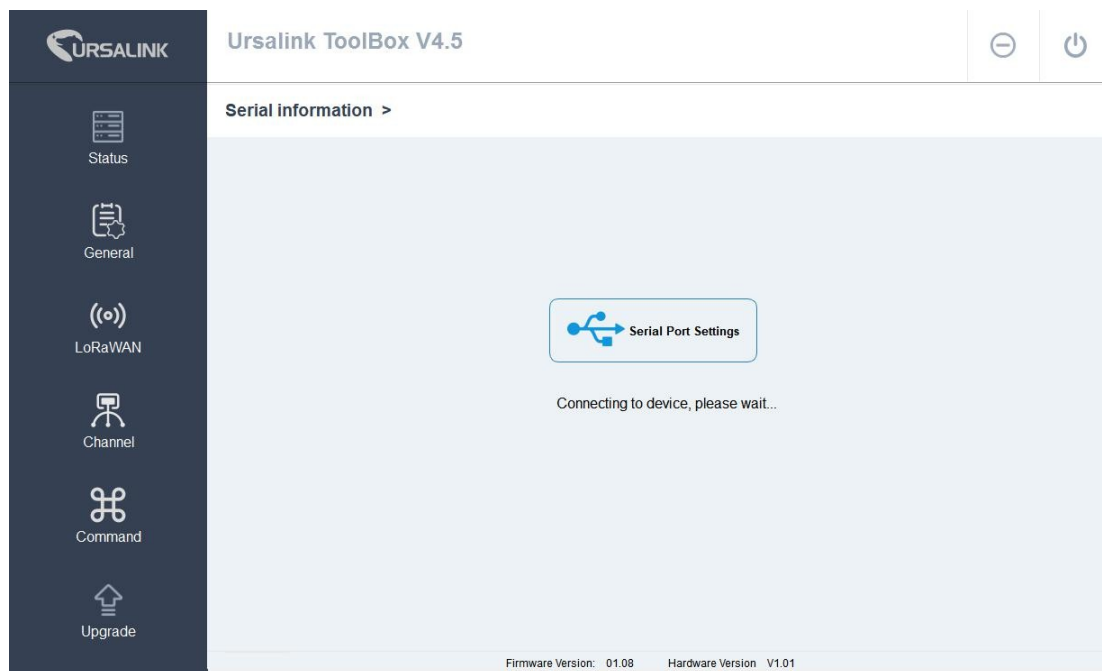 URSALINK
Ursalink ToolBox V4.5
Serial information >
Status
General
LoRaWAN
Channel
Command
Upgrade
Serial Port Settings
Connecting to device, please wait...
Firmware Version: 01.08 Hardware Version V1.01